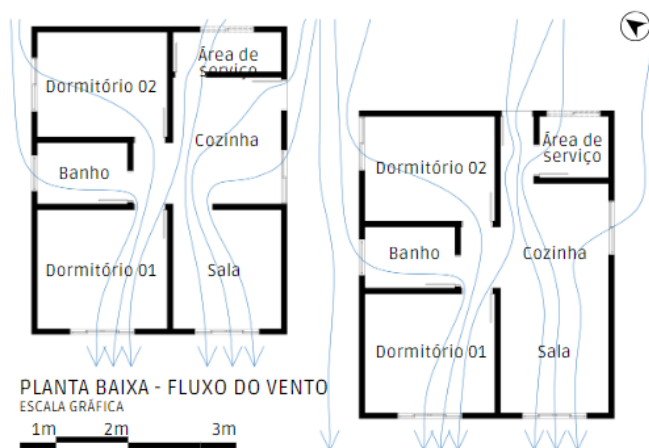 Área de
serviço
Dormitório 02
Cozinha
Banho
Dormitório 01
Sala
Área de
serviço
Dormitório 02
Banho
Cozinha
Dormitório 01
Sala
PLANTA BAIXA - FLUXO DO VENTO
ESCALA GRÁFICA
1m 2m 3m